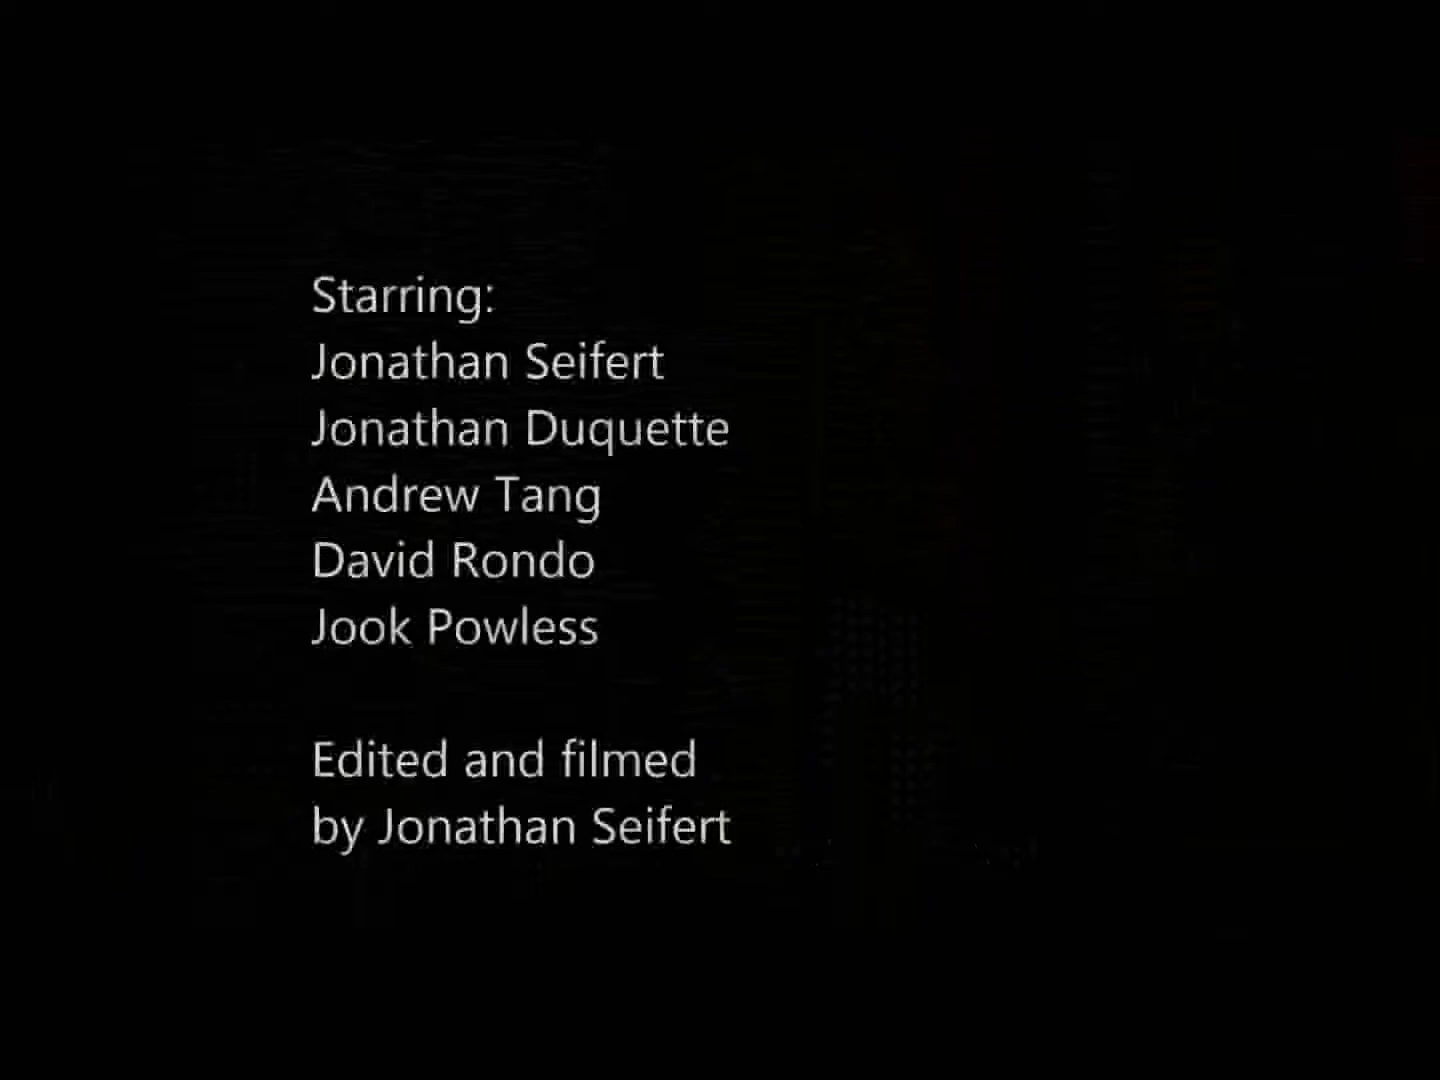 Starring:
Jonathan Seifert
Jonathan Duquette
Andrew Tang
David Rondo
Jook Powless
Edited and filmed
by Jonathan Seifert